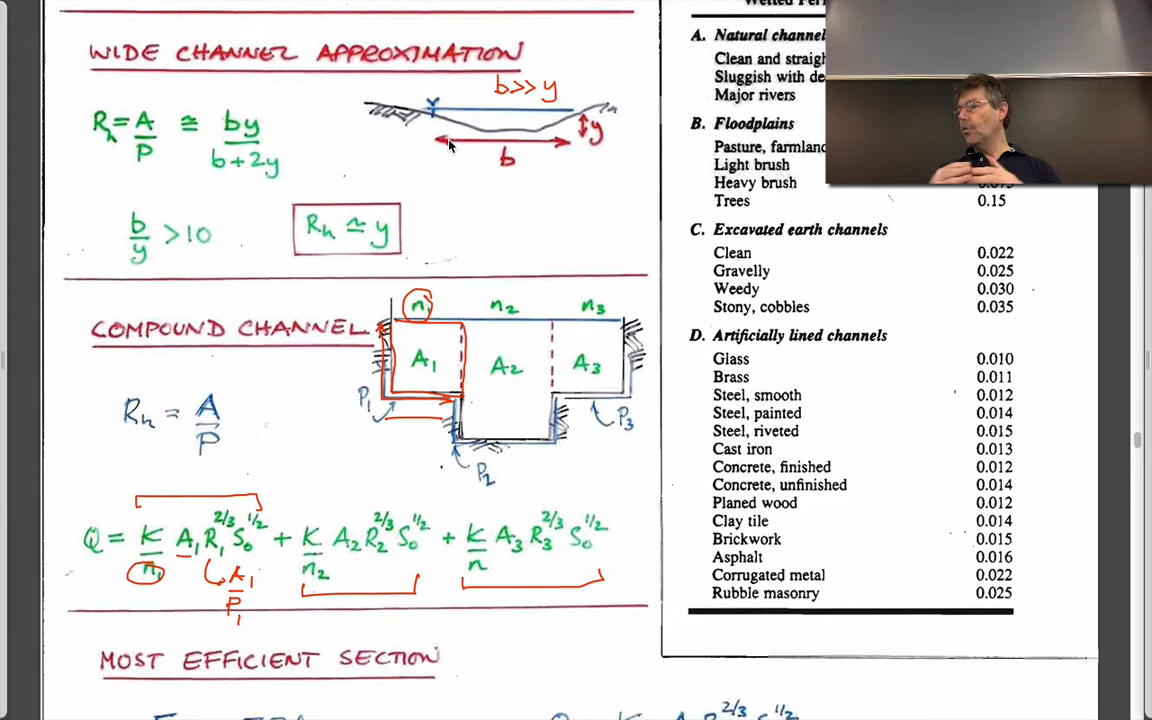 WIDE CHANNEL APPROXIMATION
b>>y
Rh = A/P ≅ by/b+2y
y
b
b/y >10
Rh ≅ y
COMPOUND CHANNEL
n1 n2 n3
A1 A2 A3
P1
P2
P3
Rh = A/P
Q = K/n1 A1 R1^2/3 S0^1/2 + K/n2 A2 R2^2/3 S0^1/2 + K/n A3 R3^2/3 S0^1/2
A1/P1
MOST EFFICIENT SECTION
A. Natural channel
Clean and straigh
Sluggish with de
Major rivers
B. Floodplains
Pasture, farmland
Light brush
Heavy brush
Trees 0.15
C. Excavated earth channels
Clean 0.022
Gravelly 0.025
Weedy 0.030
Stony, cobbles 0.035
D. Artificially lined channels
Glass 0.010
Brass 0.011
Steel, smooth 0.012
Steel, painted 0.014
Steel, riveted 0.015
Cast iron 0.013
Concrete, finished 0.012
Concrete, unfinished 0.014
Planed wood 0.012
Clay tile 0.014
Brickwork 0.015
Asphalt 0.016
Corrugated metal 0.022
Rubble masonry 0.025